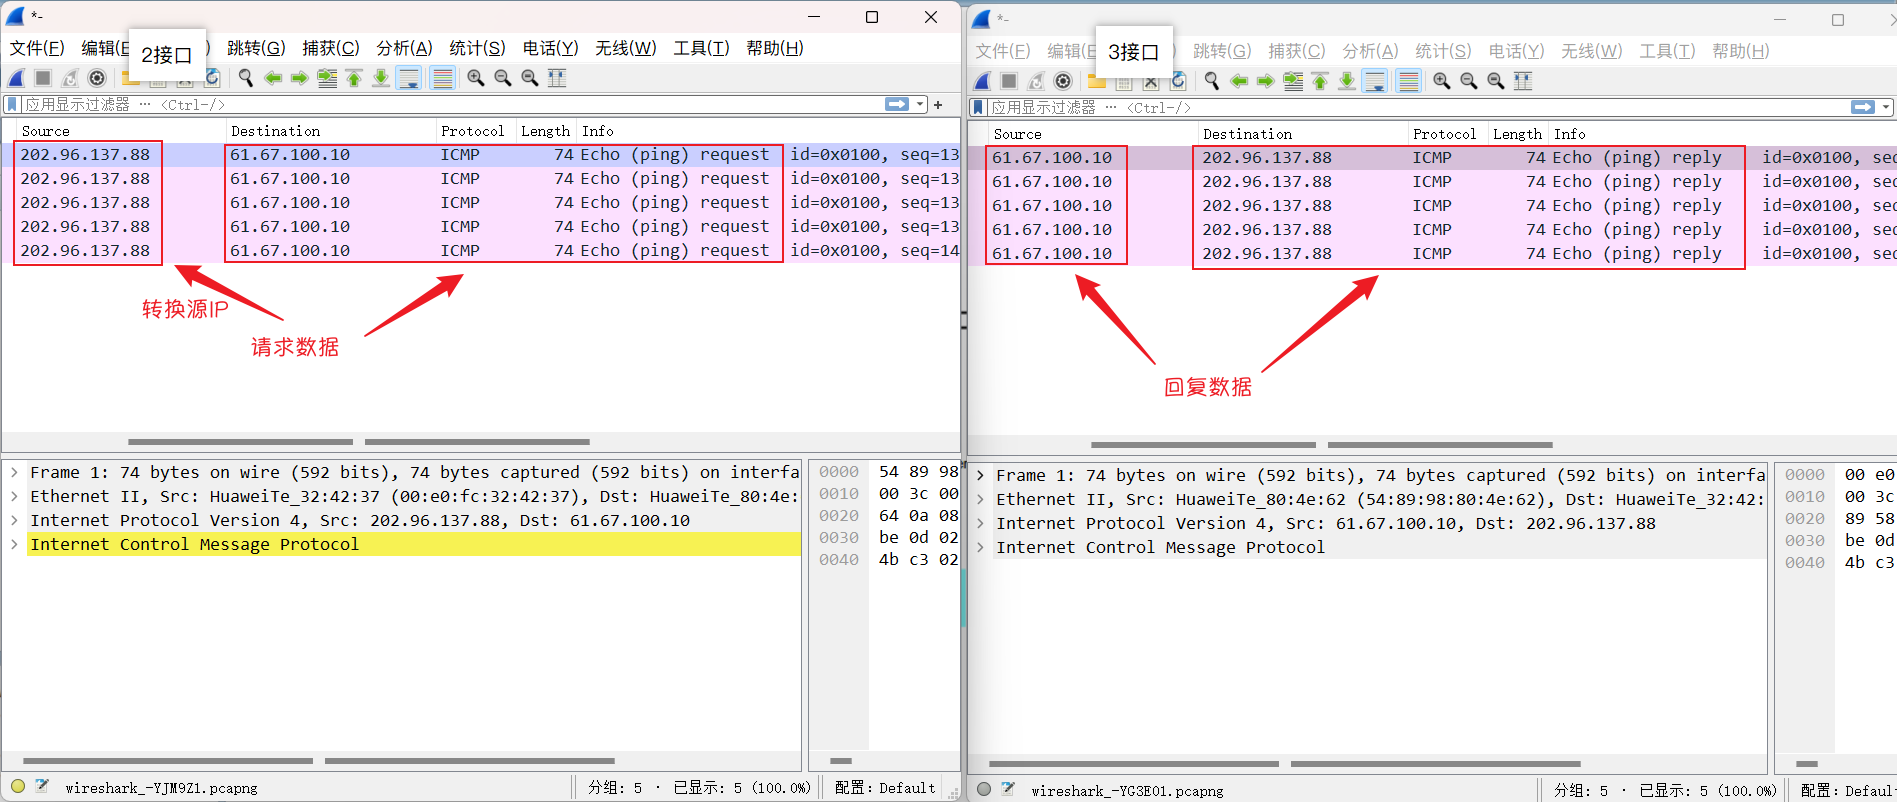 *-
文件(F) 编辑(E 2接口 ) 跳转(G) 捕获(C) 分析(A) 统计(S) 电话(Y) 无线(W) 工具(T) 帮助(H)
应用显示过滤器 … <Ctrl-/>
+
Source Destination Protocol Length Info
202.96.137.88 61.67.100.10 ICMP 74 Echo (ping) request id=0x0100, seq=13
202.96.137.88 61.67.100.10 ICMP 74 Echo (ping) request id=0x0100, seq=13
202.96.137.88 61.67.100.10 ICMP 74 Echo (ping) request id=0x0100, seq=13
202.96.137.88 61.67.100.10 ICMP 74 Echo (ping) request id=0x0100, seq=13
202.96.137.88 61.67.100.10 ICMP 74 Echo (ping) request id=0x0100, seq=14
转换源IP
请求数据
Frame 1: 74 bytes on wire (592 bits), 74 bytes captured (592 bits) on interfa
Ethernet II, Src: HuaweiTe_32:42:37 (00:e0:fc:32:42:37), Dst: HuaweiTe_80:4e:
Internet Protocol Version 4, Src: 202.96.137.88, Dst: 61.67.100.10
Internet Control Message Protocol
0000 54 89 98
0010 00 3c 00
0020 64 0a 08
0030 be 0d 02
0040 4b c3 02
wireshark_-YJM9Z1.pcapng 分组: 5 · 已显示: 5 (100.0%) 配置: Default
*-
文件(F) 编辑(E 3接口 ) 跳转(G) 捕获(C) 分析(A) 统计(S) 电话(Y) 无线(W) 工具(T) 帮助(H)
应用显示过滤器 … <Ctrl-/>
Source Destination Protocol Length Info
61.67.100.10 202.96.137.88 ICMP 74 Echo (ping) reply id=0x0100, seq
61.67.100.10 202.96.137.88 ICMP 74 Echo (ping) reply id=0x0100, seq
61.67.100.10 202.96.137.88 ICMP 74 Echo (ping) reply id=0x0100, seq
61.67.100.10 202.96.137.88 ICMP 74 Echo (ping) reply id=0x0100, seq
61.67.100.10 202.96.137.88 ICMP 74 Echo (ping) reply id=0x0100, seq
回复数据
Frame 1: 74 bytes on wire (592 bits), 74 bytes captured (592 bits) on interfa
Ethernet II, Src: HuaweiTe_80:4e:62 (54:89:98:80:4e:62), Dst: HuaweiTe_32:42:
Internet Protocol Version 4, Src: 61.67.100.10, Dst: 202.96.137.88
Internet Control Message Protocol
0000 00 e0
0010 00 3c
0020 89 58
0030 be 0d
0040 4b c3
wireshark_-YG3E01.pcapng 分组: 5 · 已显示: 5 (100.0%) 配置: Defaul